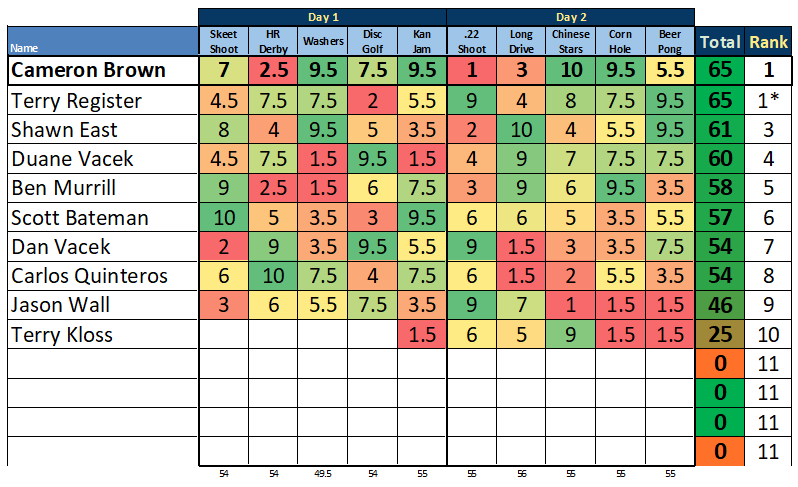 Day 1 Day 2
Name Skeet Shoot HR Derby Washers Disc Golf Kan Jam .22 Shoot Long Drive Chinese Stars Corn Hole Beer Pong Total Rank
Cameron Brown 7 2.5 9.5 7.5 9.5 1 3 10 9.5 5.5 65 1
Terry Register 4.5 7.5 7.5 2 5.5 9 4 8 7.5 9.5 65 1*
Shawn East 8 4 9.5 5 3.5 2 10 4 5.5 9.5 61 3
Duane Vacek 4.5 7.5 1.5 9.5 1.5 4 9 7 7.5 7.5 60 4
Ben Murrill 9 2.5 1.5 6 7.5 3 9 6 9.5 3.5 58 5
Scott Bateman 10 5 3.5 3 9.5 6 6 5 3.5 5.5 57 6
Dan Vacek 2 9 3.5 9.5 5.5 9 1.5 3 3.5 7.5 54 7
Carlos Quinteros 6 10 7.5 4 7.5 6 1.5 2 5.5 3.5 54 8
Jason Wall 3 6 5.5 7.5 3.5 9 7 1 1.5 1.5 46 9
Terry Kloss 1.5 6 5 9 1.5 1.5 25 10
0 11
0 11
0 11
0 11
54 54 49.5 54 55 55 56 55 55 55